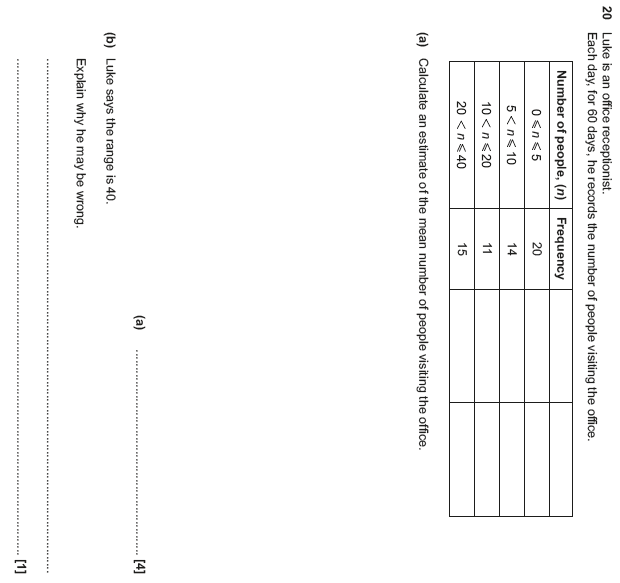 20 Luke is an office receptionist.
Each day, for 60 days, he records the number of people visiting the office.
Number of people, (n) Frequency
0 ⩽ n ⩽ 5 20
5 < n ⩽ 10 14
10 < n ⩽ 20 11
20 < n ⩽ 40 15
(a) Calculate an estimate of the mean number of people visiting the office.
(a) ............................................................ [4]
(b) Luke says the range is 40.
Explain why he may be wrong.
............................................................................................................................
....................................................................................................................... [1]